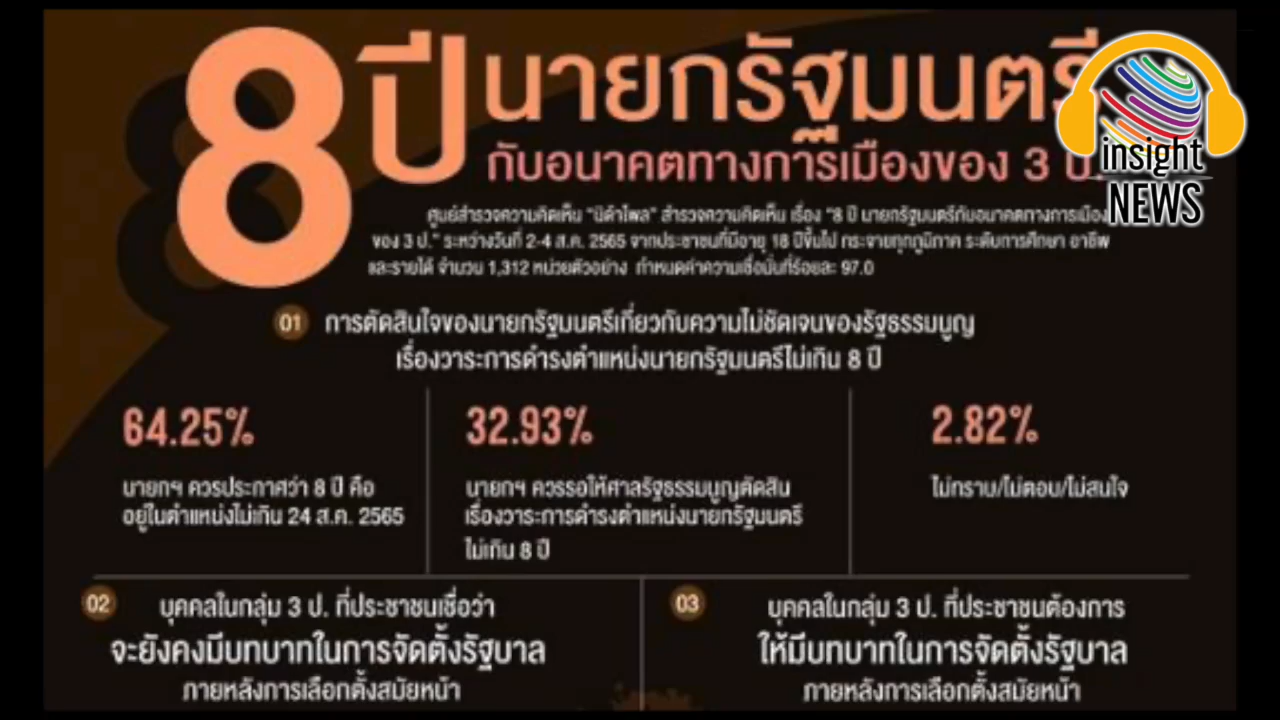 8 ปี นายกรัฐมนตรี
กับอนาคตทางการเมืองของ 3 ป.
insight
NEWS
ศูนย์สำรวจความคิดเห็น "นิด้าโพล" สำรวจความคิดเห็น เรื่อง "8 ปี นายกรัฐมนตรีกับอนาคตทางการเมือง
ของ 3 ป." ระหว่างวันที่ 2-4 ส.ค. 2565 จากประชาชนที่มีอายุ 18 ปีขึ้นไป กระจายทุกภูมิภาค ระดับการศึกษา อาชีพ
และรายได้ จำนวน 1,312 หน่วยตัวอย่าง กำหนดค่าความเชื่อมั่นที่ร้อยละ 97.0
01 การตัดสินใจของนายกรัฐมนตรีเกี่ยวกับความไม่ชัดเจนของรัฐธรรมนูญ
เรื่องวาระการดำรงตำแหน่งนายกรัฐมนตรีไม่เกิน 8 ปี
64.25%
นายกฯ ควรประกาศว่า 8 ปี คือ
อยู่ในตำแหน่งไม่เกิน 24 ส.ค. 2565
32.93%
นายกฯ ควรรอให้ศาลรัฐธรรมนูญตัดสิน
เรื่องวาระการดำรงตำแหน่งนายกรัฐมนตรี
ไม่เกิน 8 ปี
2.82%
ไม่ทราบ/ไม่ตอบ/ไม่สนใจ
02 บุคคลในกลุ่ม 3 ป. ที่ประชาชนเชื่อว่า
จะยังคงมีบทบาทในการจัดตั้งรัฐบาล
ภายหลังการเลือกตั้งสมัยหน้า
03 บุคคลในกลุ่ม 3 ป. ที่ประชาชนต้องการ
ให้มีบทบาทในการจัดตั้งรัฐบาล
ภายหลังการเลือกตั้งสมัยหน้า